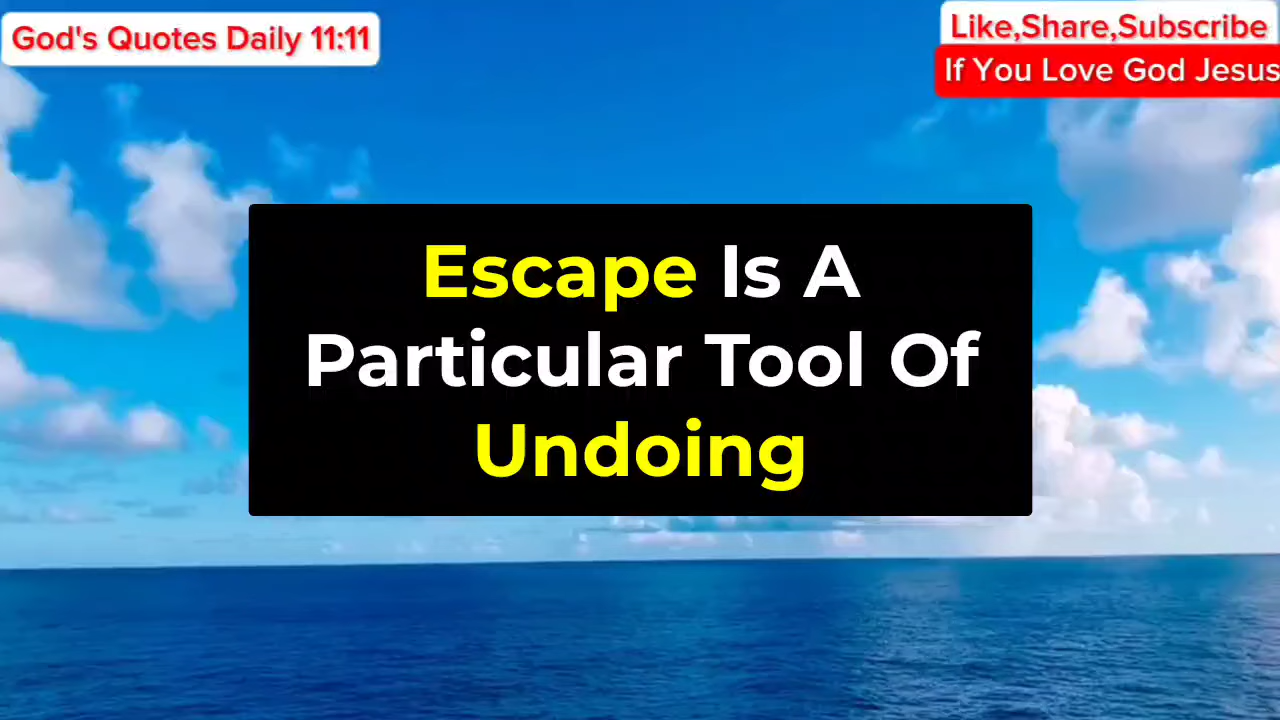 God's Quotes Daily 11:11
Like,Share,Subscribe
If You Love God Jesus
Escape Is A
Particular Tool Of
Undoing